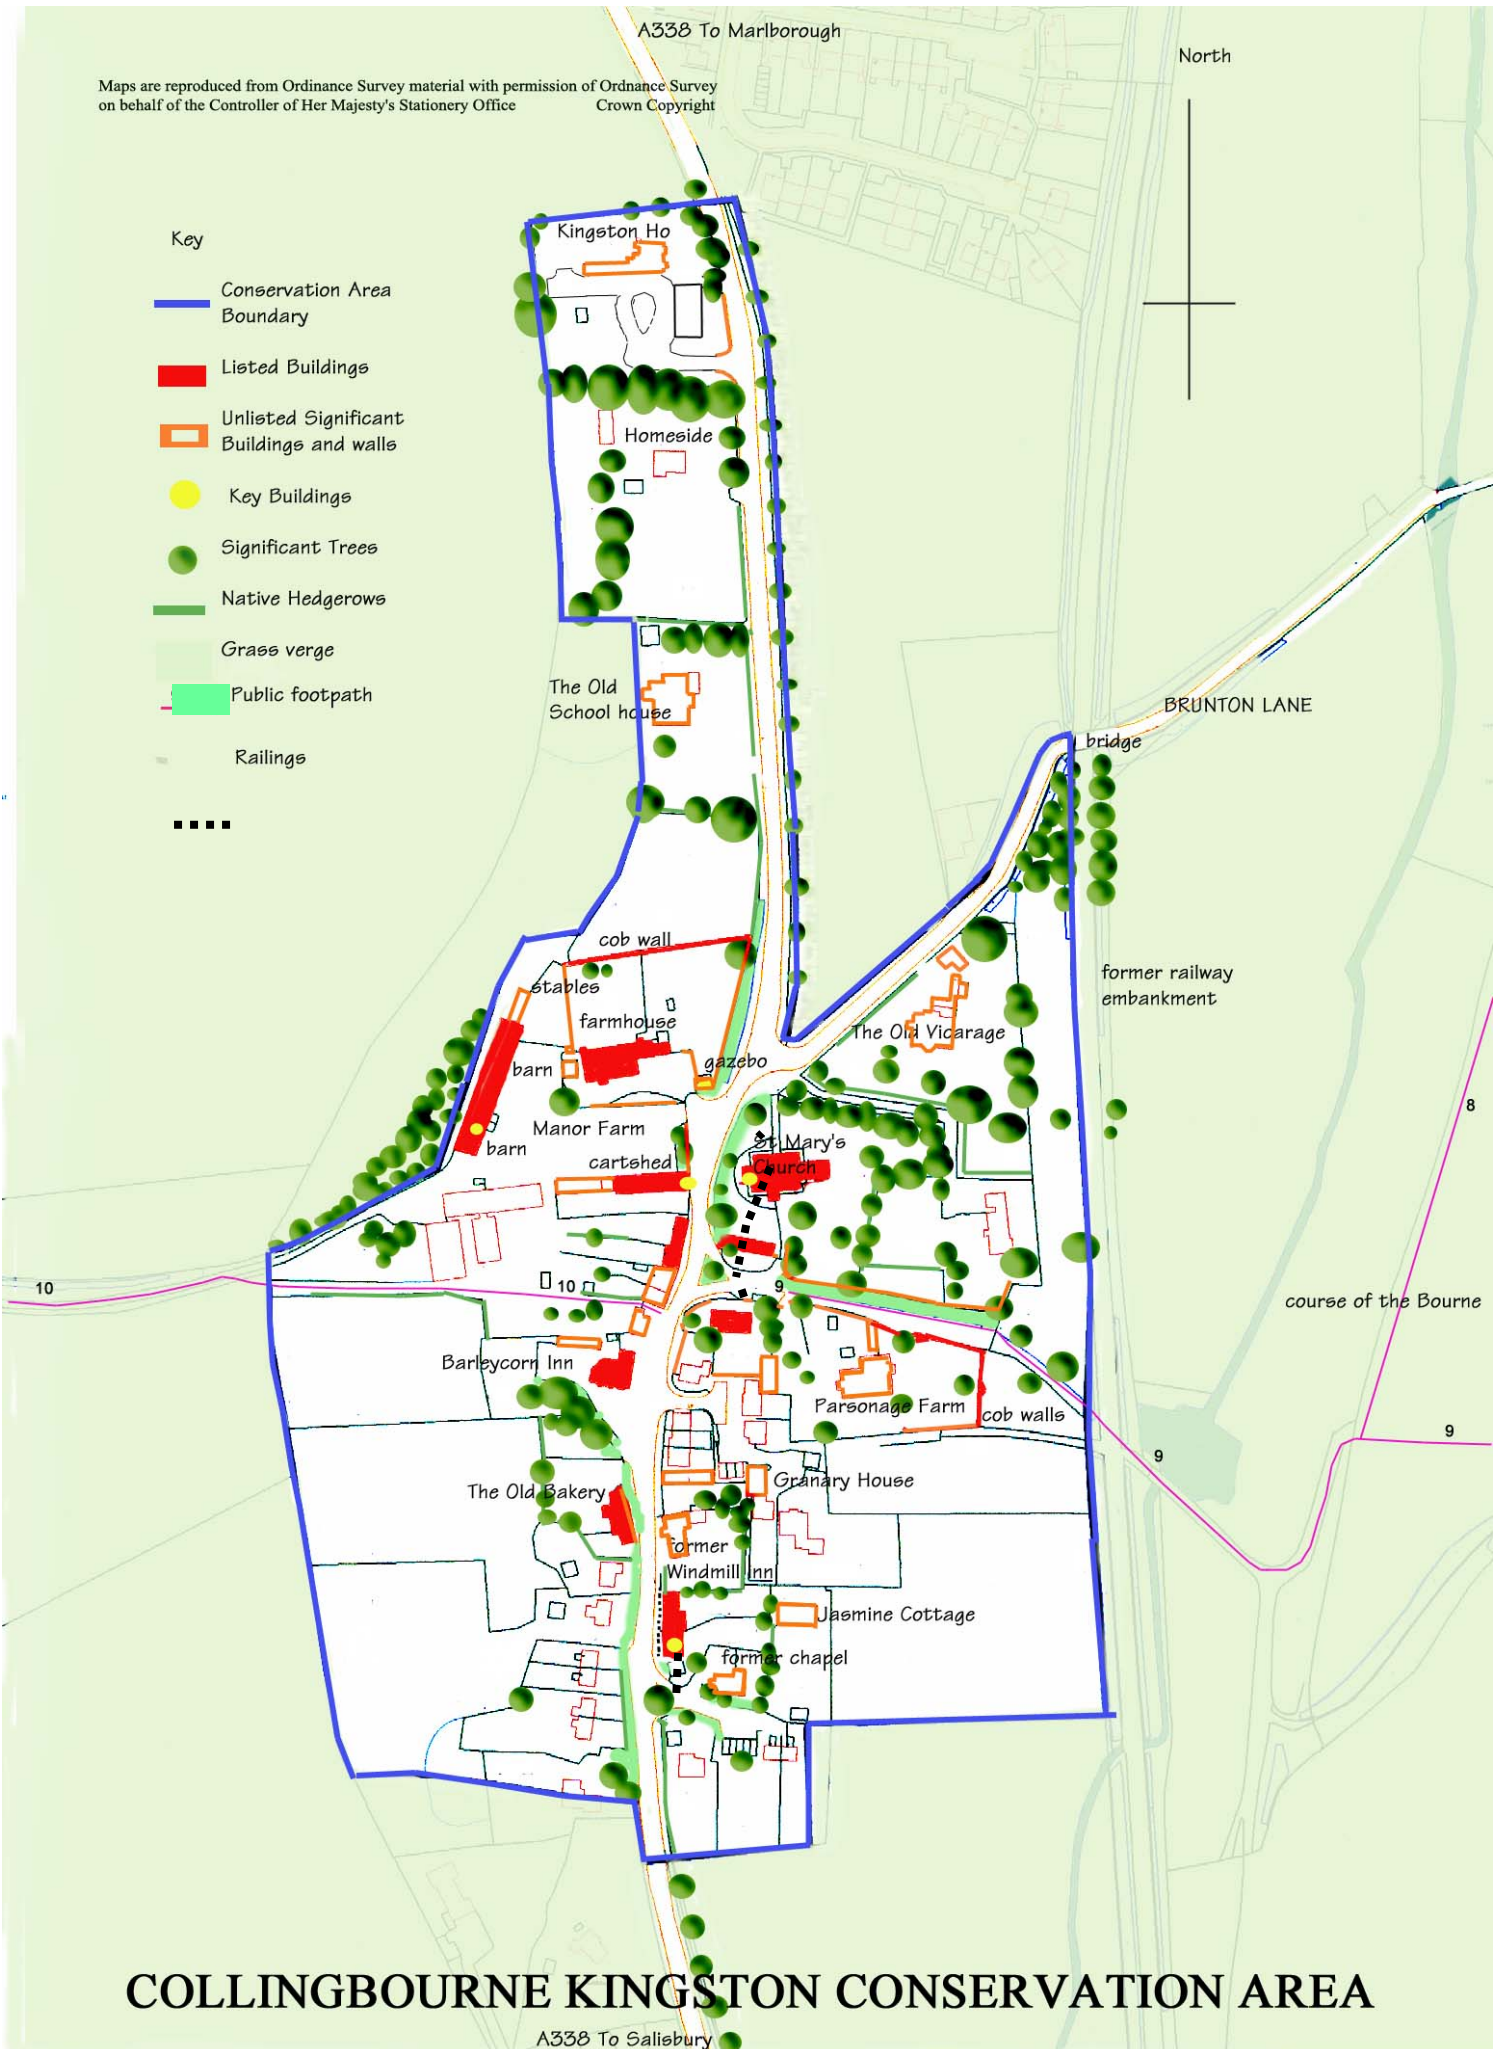 A338 To Marlborough
North
Maps are reproduced from Ordinance Survey material with permission of Ordnance Survey
on behalf of the Controller of Her Majesty's Stationery Office Crown Copyright
Key
Conservation Area
Boundary
Listed Buildings
Unlisted Significant
Buildings and walls
Key Buildings
Significant Trees
Native Hedgerows
Grass verge
Public footpath
Railings
Kingston Ho
Homeside
The Old
School house
BRUNTON LANE
bridge
cob wall
stables
farmhouse
former railway
embankment
The Old Vicarage
barn
gazebo
8
Manor Farm
St Mary's
Church
barn
cartshed
10
10
9
course of the Bourne
Barleycorn Inn
Parsonage Farm
cob walls
9
9
Granary House
The Old Bakery
former
Windmill Inn
Jasmine Cottage
former chapel
COLLINGBOURNE KINGSTON CONSERVATION AREA
A338 To Salisbury